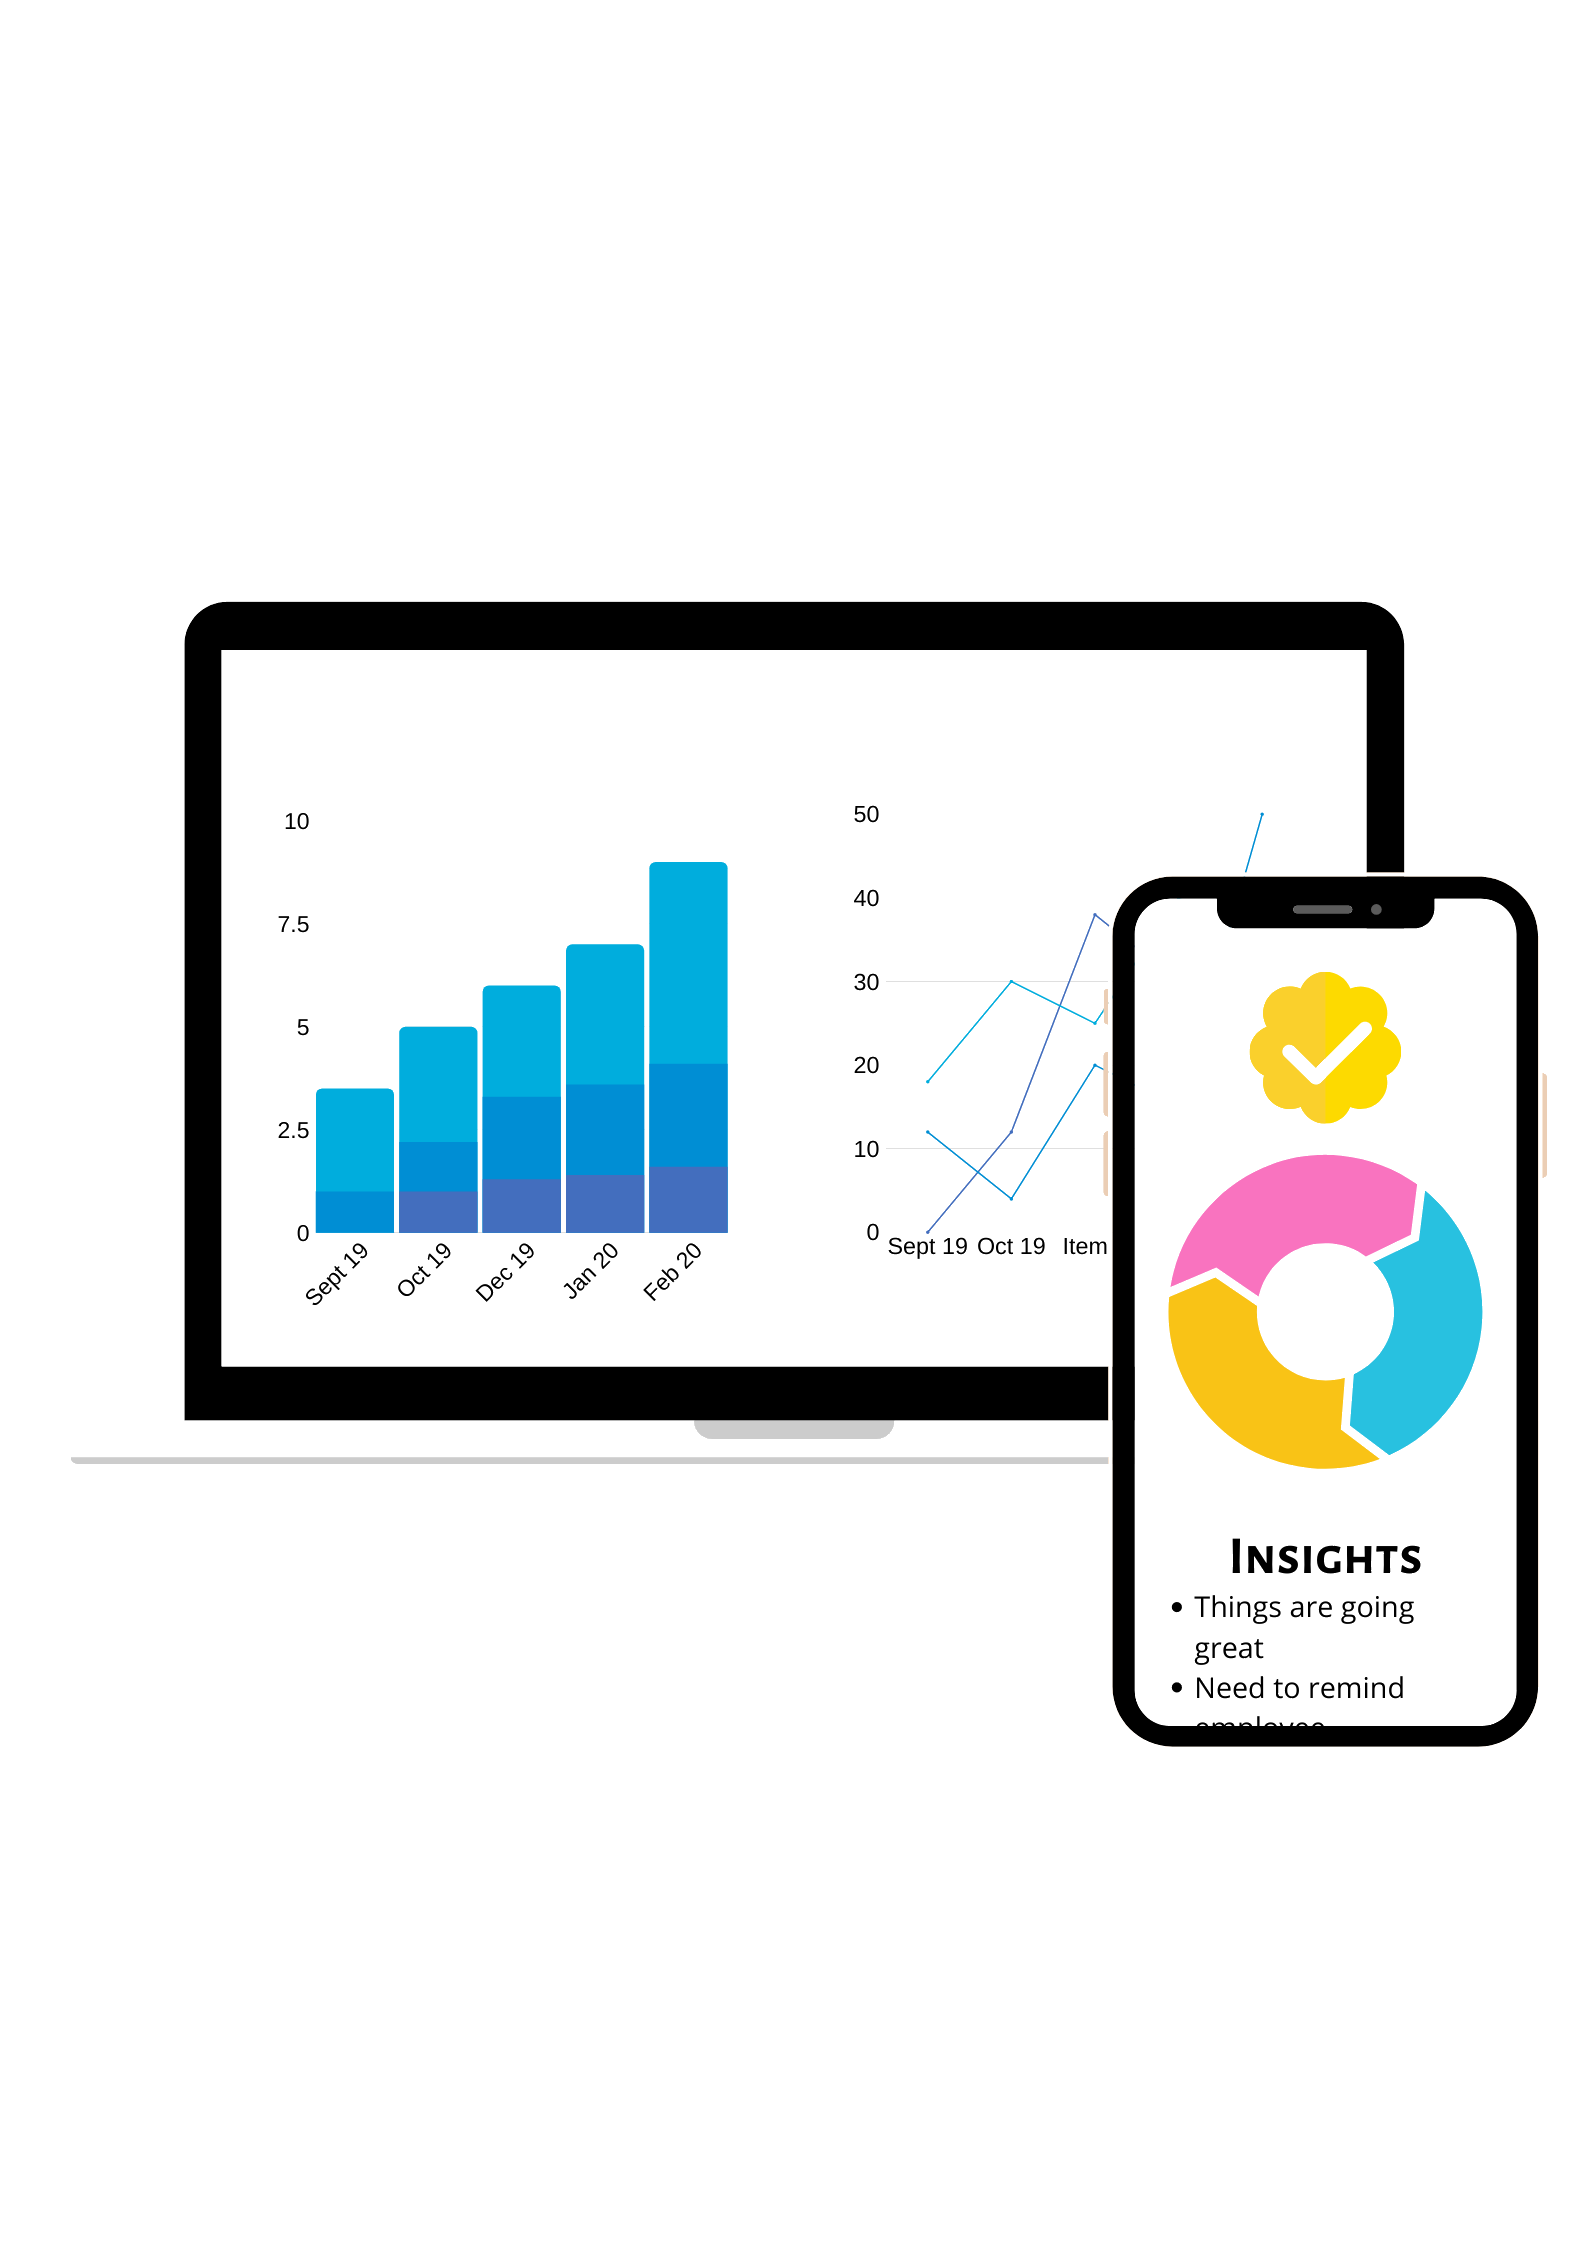 10
7.5
5
2.5
0
Sept 19
Oct 19
Dec 19
Jan 20
Feb 20
50
40
30
20
10
0
Sept 19 Oct 19 Item
Insights
• Things are going
great
• Need to remind
employee